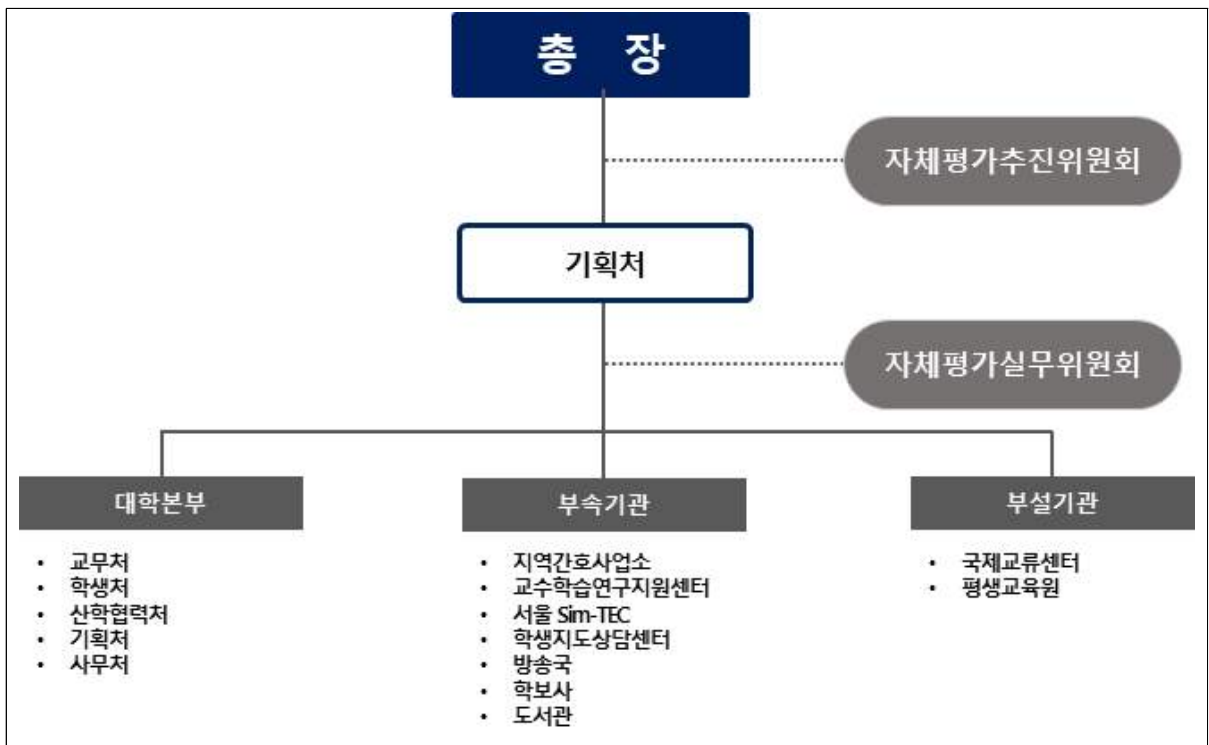 총 장
자체평가추진위원회
기획처
자체평가실무위원회
대학본부
• 교무처
• 학생처
• 산학협력처
• 기획처
• 사무처
부속기관
• 지역간호사업소
• 교수학습연구지원센터
• 서울 Sim-TEC
• 학생지도상담센터
• 방송국
• 학보사
• 도서관
부설기관
• 국제교류센터
• 평생교육원